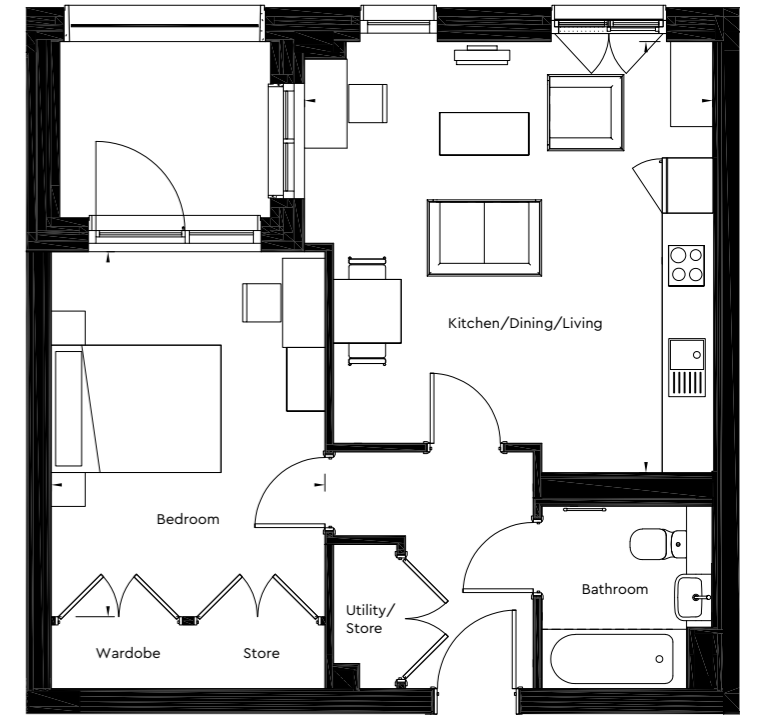 Kitchen/Dining/Living
Bedroom
Bathroom
Utility/
Store
Wardobe
Store